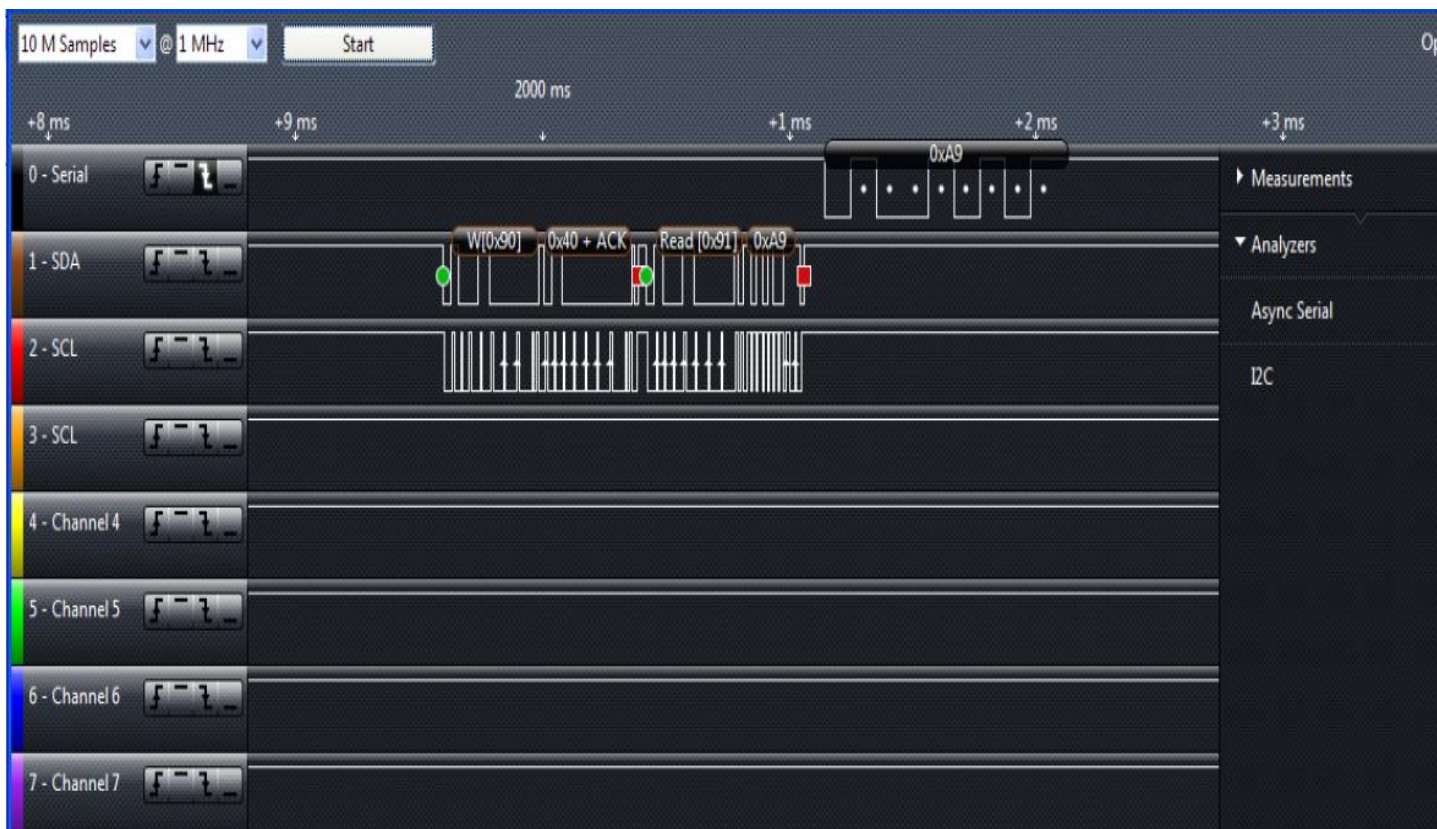 10 M Samples @ 1 MHz Start Op
2000 ms
+8 ms +9 ms +1 ms +2 ms +3 ms
0 - Serial 0xA9 Measurements
1 - SDA W[0x90] 0x40 + ACK Read [0x91] 0xA9 Analyzers
Async Serial
2 - SCL I2C
3 - SCL
4 - Channel 4
5 - Channel 5
6 - Channel 6
7 - Channel 7